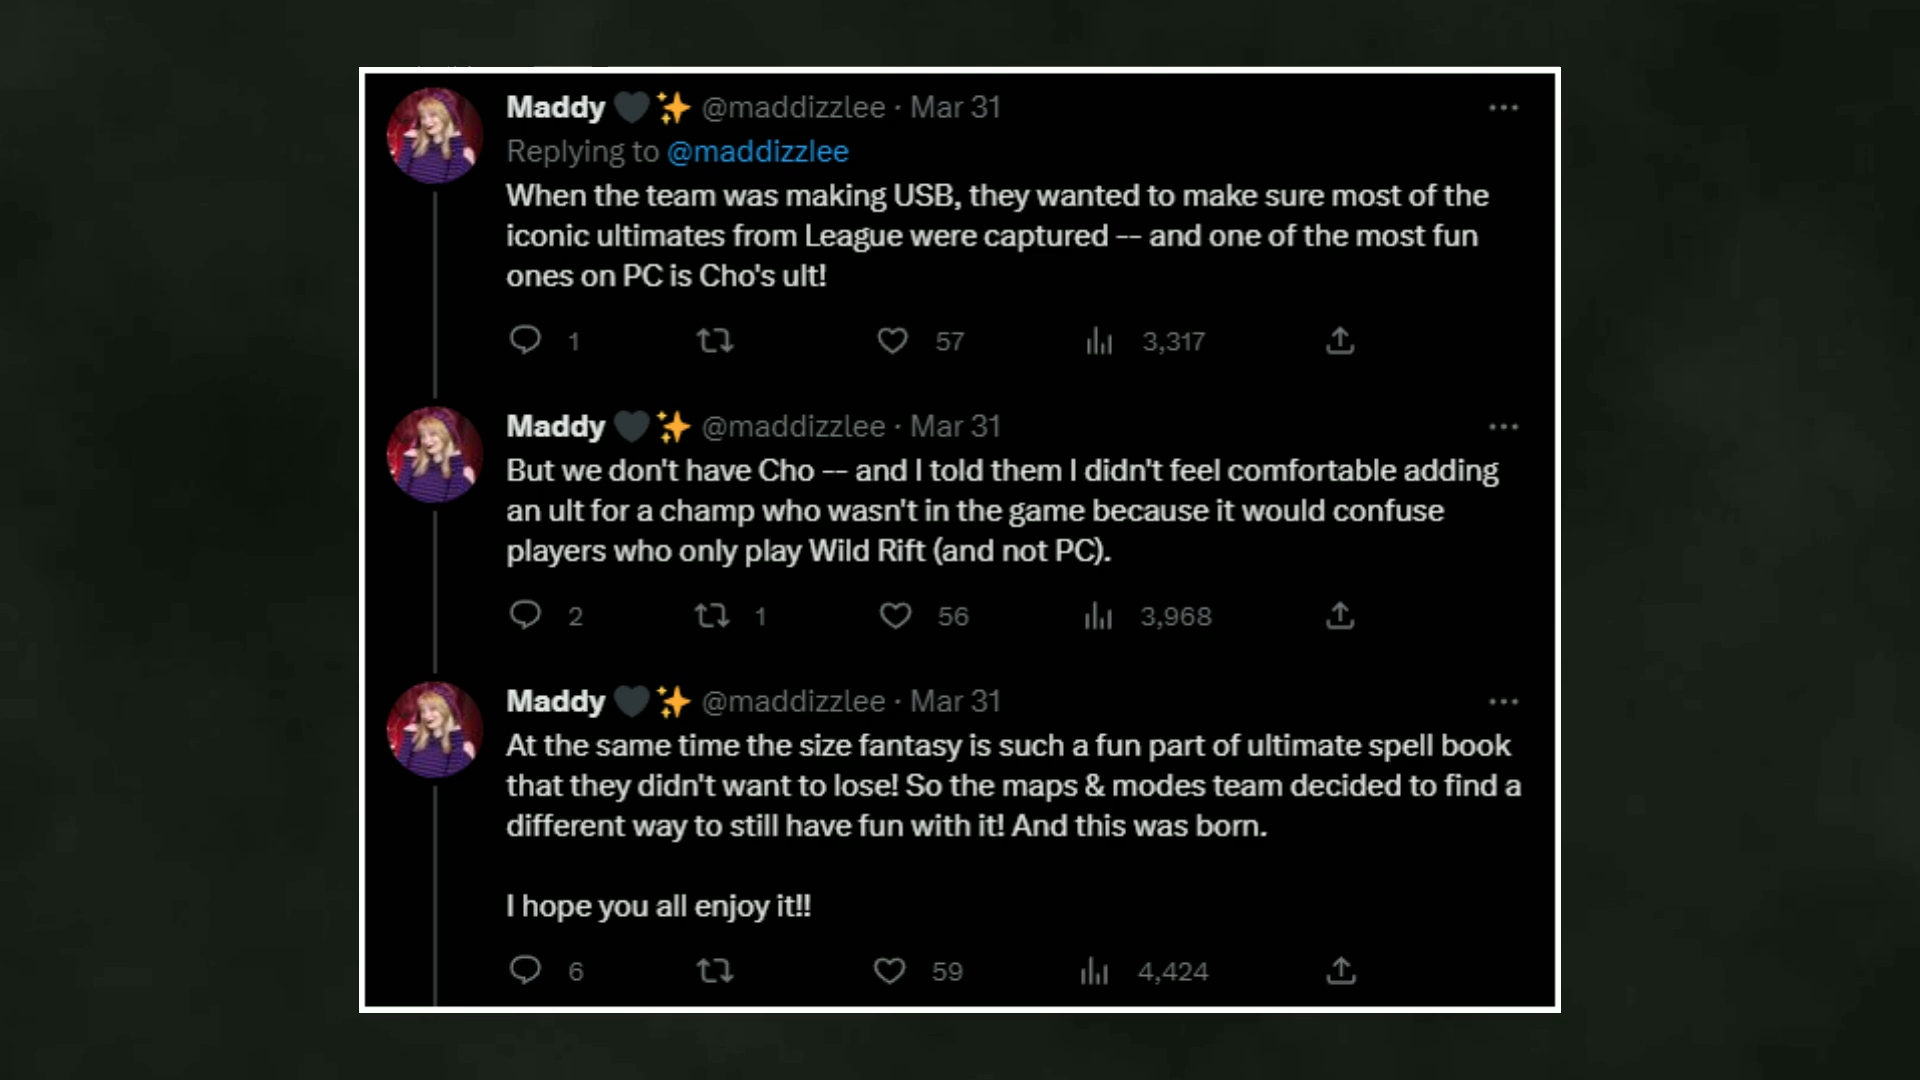 Maddy 🖤✨ @maddizzlee · Mar 31
Replying to @maddizzlee
When the team was making USB, they wanted to make sure most of the
iconic ultimates from League were captured -- and one of the most fun
ones on PC is Cho's ult!
1 57 3,317
Maddy 🖤✨ @maddizzlee · Mar 31
But we don't have Cho -- and I told them I didn't feel comfortable adding
an ult for a champ who wasn't in the game because it would confuse
players who only play Wild Rift (and not PC).
2 1 56 3,968
Maddy 🖤✨ @maddizzlee · Mar 31
At the same time the size fantasy is such a fun part of ultimate spell book
that they didn't want to lose! So the maps & modes team decided to find a
different way to still have fun with it! And this was born.
I hope you all enjoy it!!
6 59 4,424